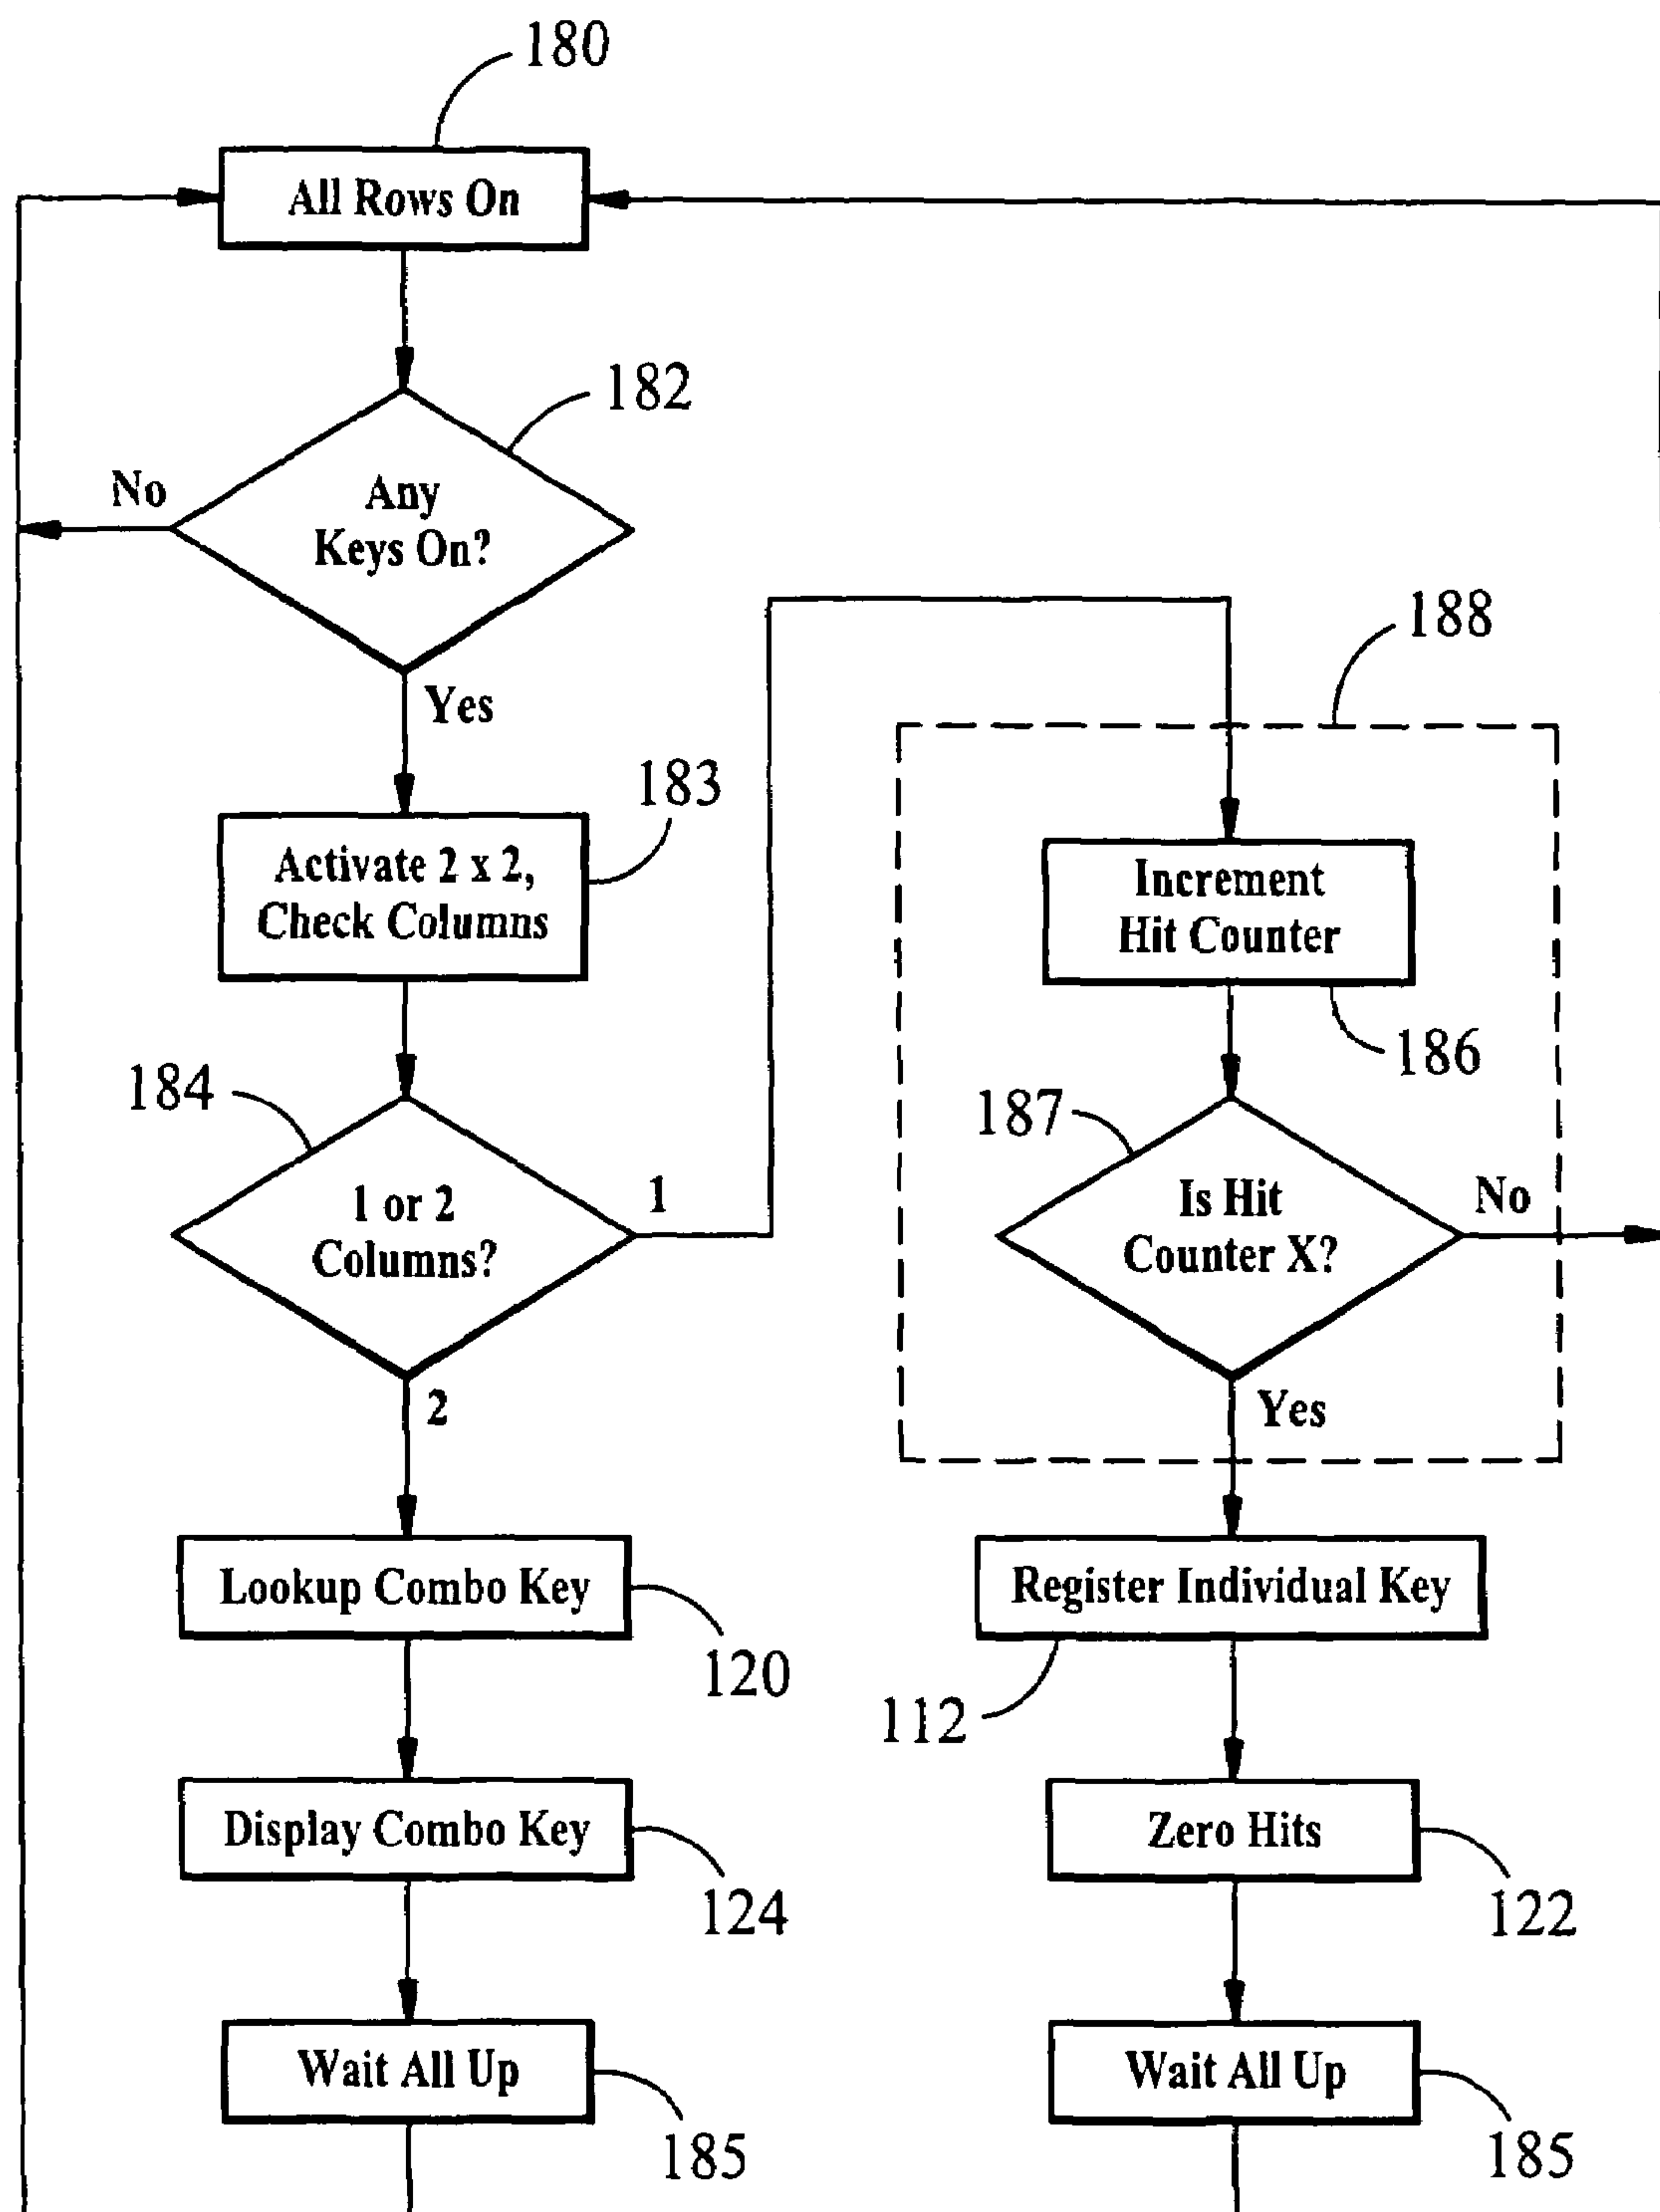 180
All Rows On
182
No
Any
Keys On?
Yes
188
183
Activate 2 x 2,
Check Columns
Increment
Hit Counter
186
184
187
1 or 2
Columns?
1
Is Hit
Counter X?
No
2
Yes
Lookup Combo Key
120
Register Individual Key
112
Display Combo Key
124
Zero Hits
122
Wait All Up
185
Wait All Up
185